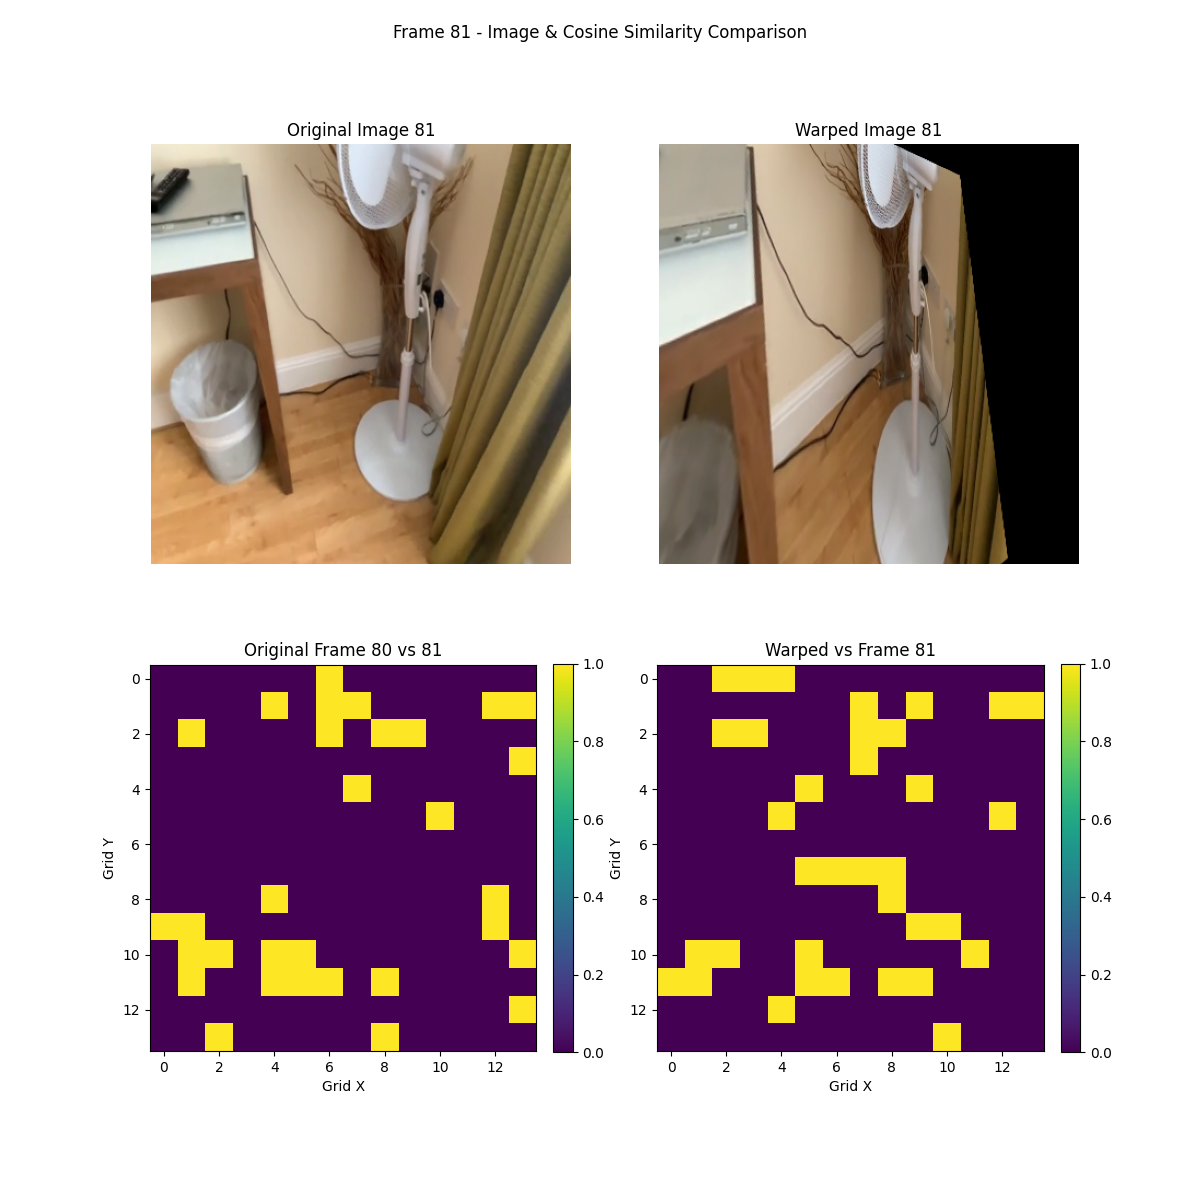 Frame 81 - Image & Cosine Similarity Comparison
Original Image 81
Warped Image 81
Original Frame 80 vs 81
Warped vs Frame 81
0
2
4
6
8
10
12
Grid Y
0 2 4 6 8 10 12
Grid X
1.0
0.8
0.6
0.4
0.2
0.0
0
2
4
6
8
10
12
Grid Y
0 2 4 6 8 10 12
Grid X
1.0
0.8
0.6
0.4
0.2
0.0